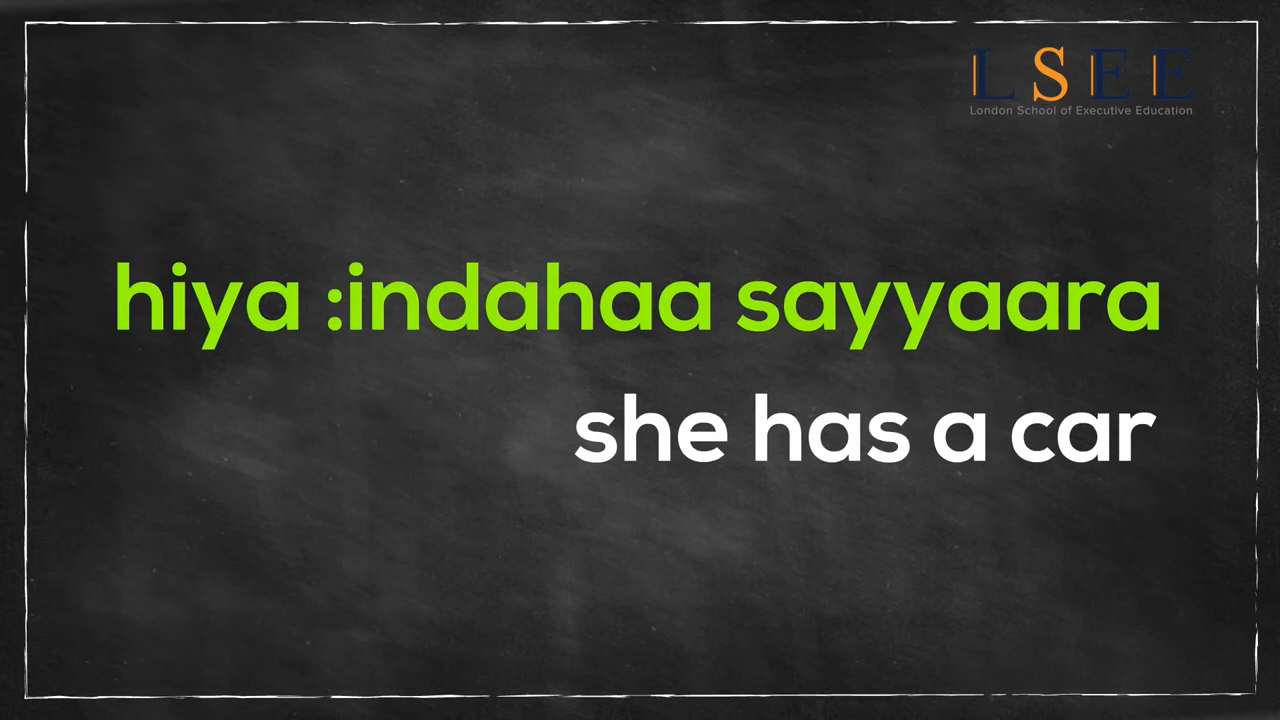 LSEE
London School of Executive Education
hiya :indahaa sayyaara
she has a car